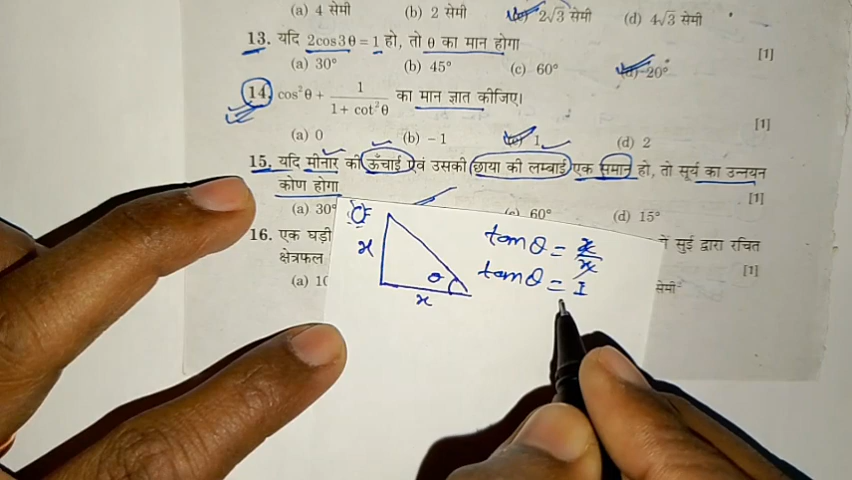 (a) 4 सेमी (b) 2 सेमी (c) 2√3 सेमी (d) 4√3 सेमी
13. यदि 2cos3θ = 1 हो, तो θ का मान होगा [1]
(a) 30° (b) 45° (c) 60° (d) 20°
14. cos²θ + 1/(1 + cot²θ) का मान ज्ञात कीजिए। [1]
(a) 0 (b) – 1 (c) 1 (d) 2
15. यदि मीनार की ऊँचाई एवं उसकी छाया की लम्बाई एक समान हो, तो सूर्य का उन्नयन
कोण होगा [1]
(a) 30° (c) 60° (d) 15°
16. एक घड़ी में सुई द्वारा रचित
क्षेत्रफल [1]
(a) 10 सेमी²
x
θ
x
tanθ = x/x
tanθ = 1